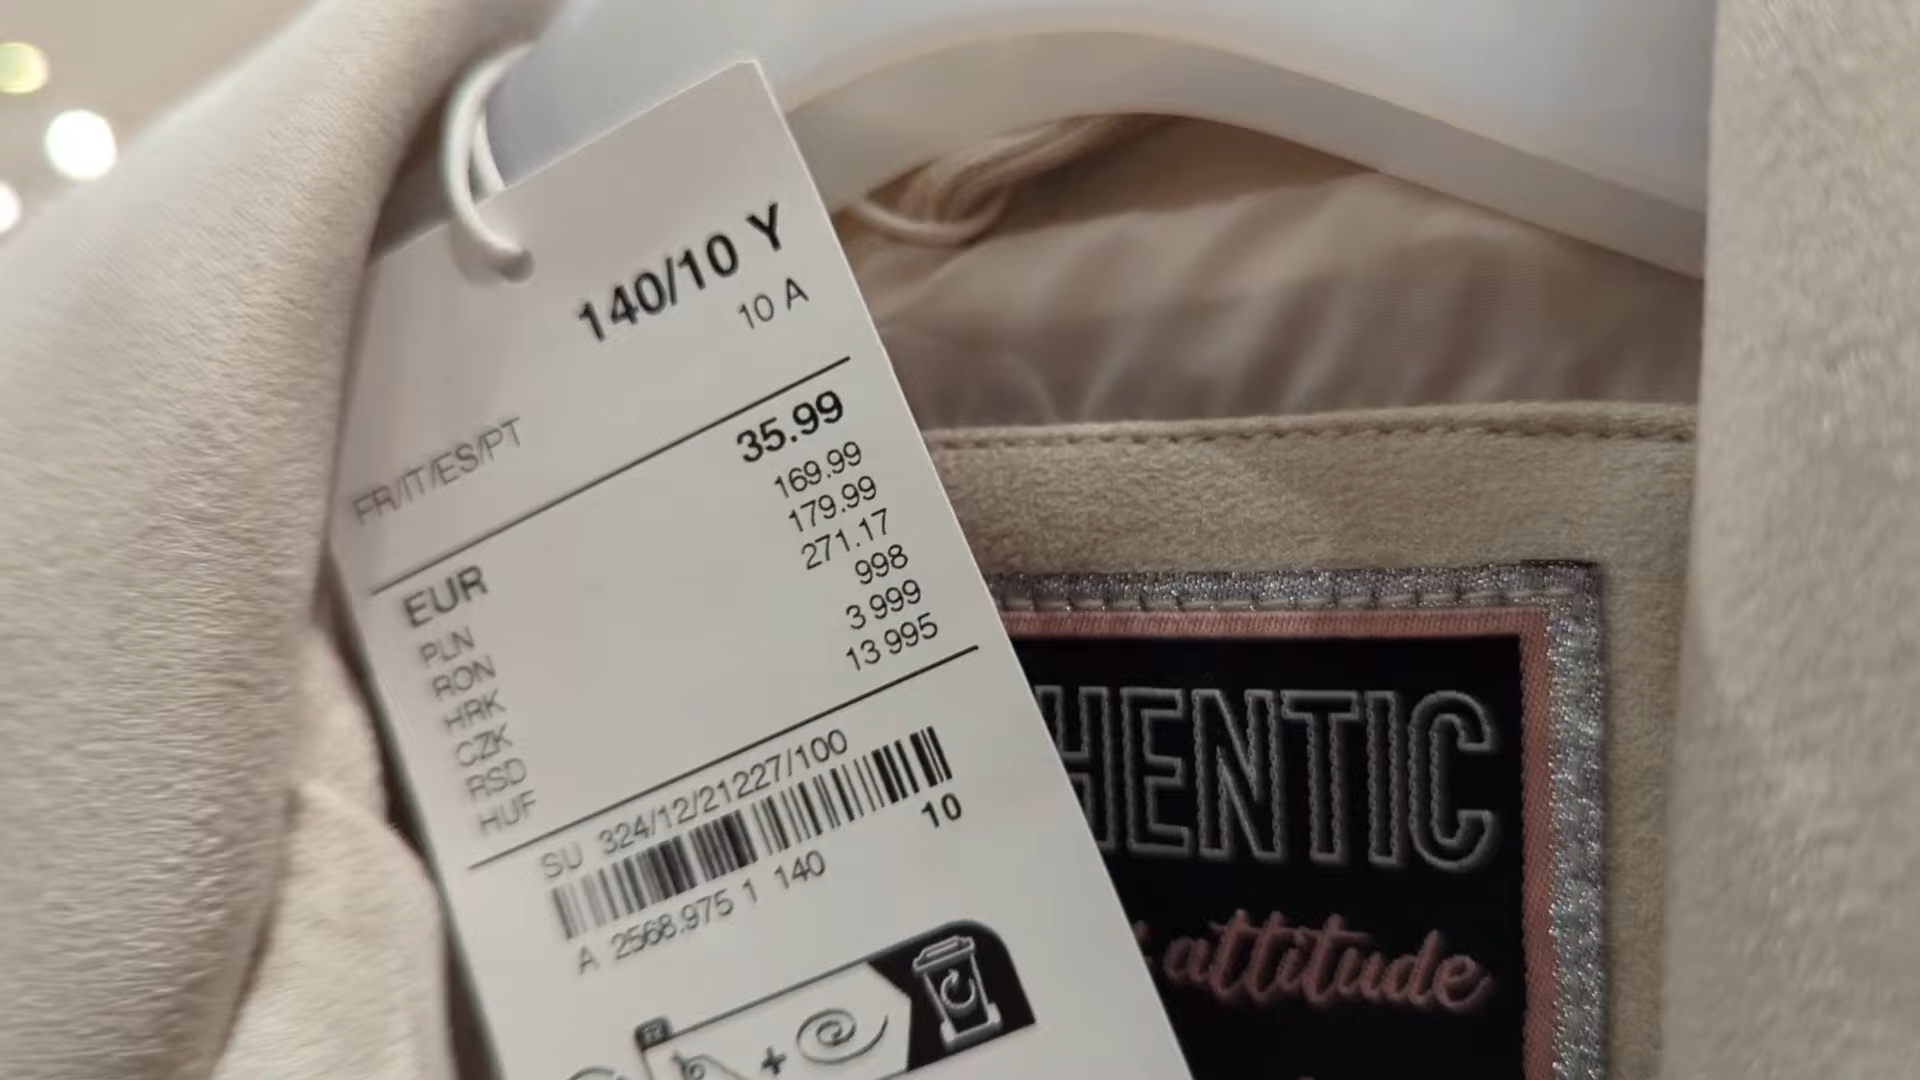 140/10 Y
10 A
FR/IT/ES/PT
EUR 35.99
PLN 169.99
RON 179.99
HRK 271.17
CZK 998
RSD 3 999
HUF 13 995
SU 324/12/21227/100
10
A 2568.975 1 140
FR
+
HENTIC
attitude